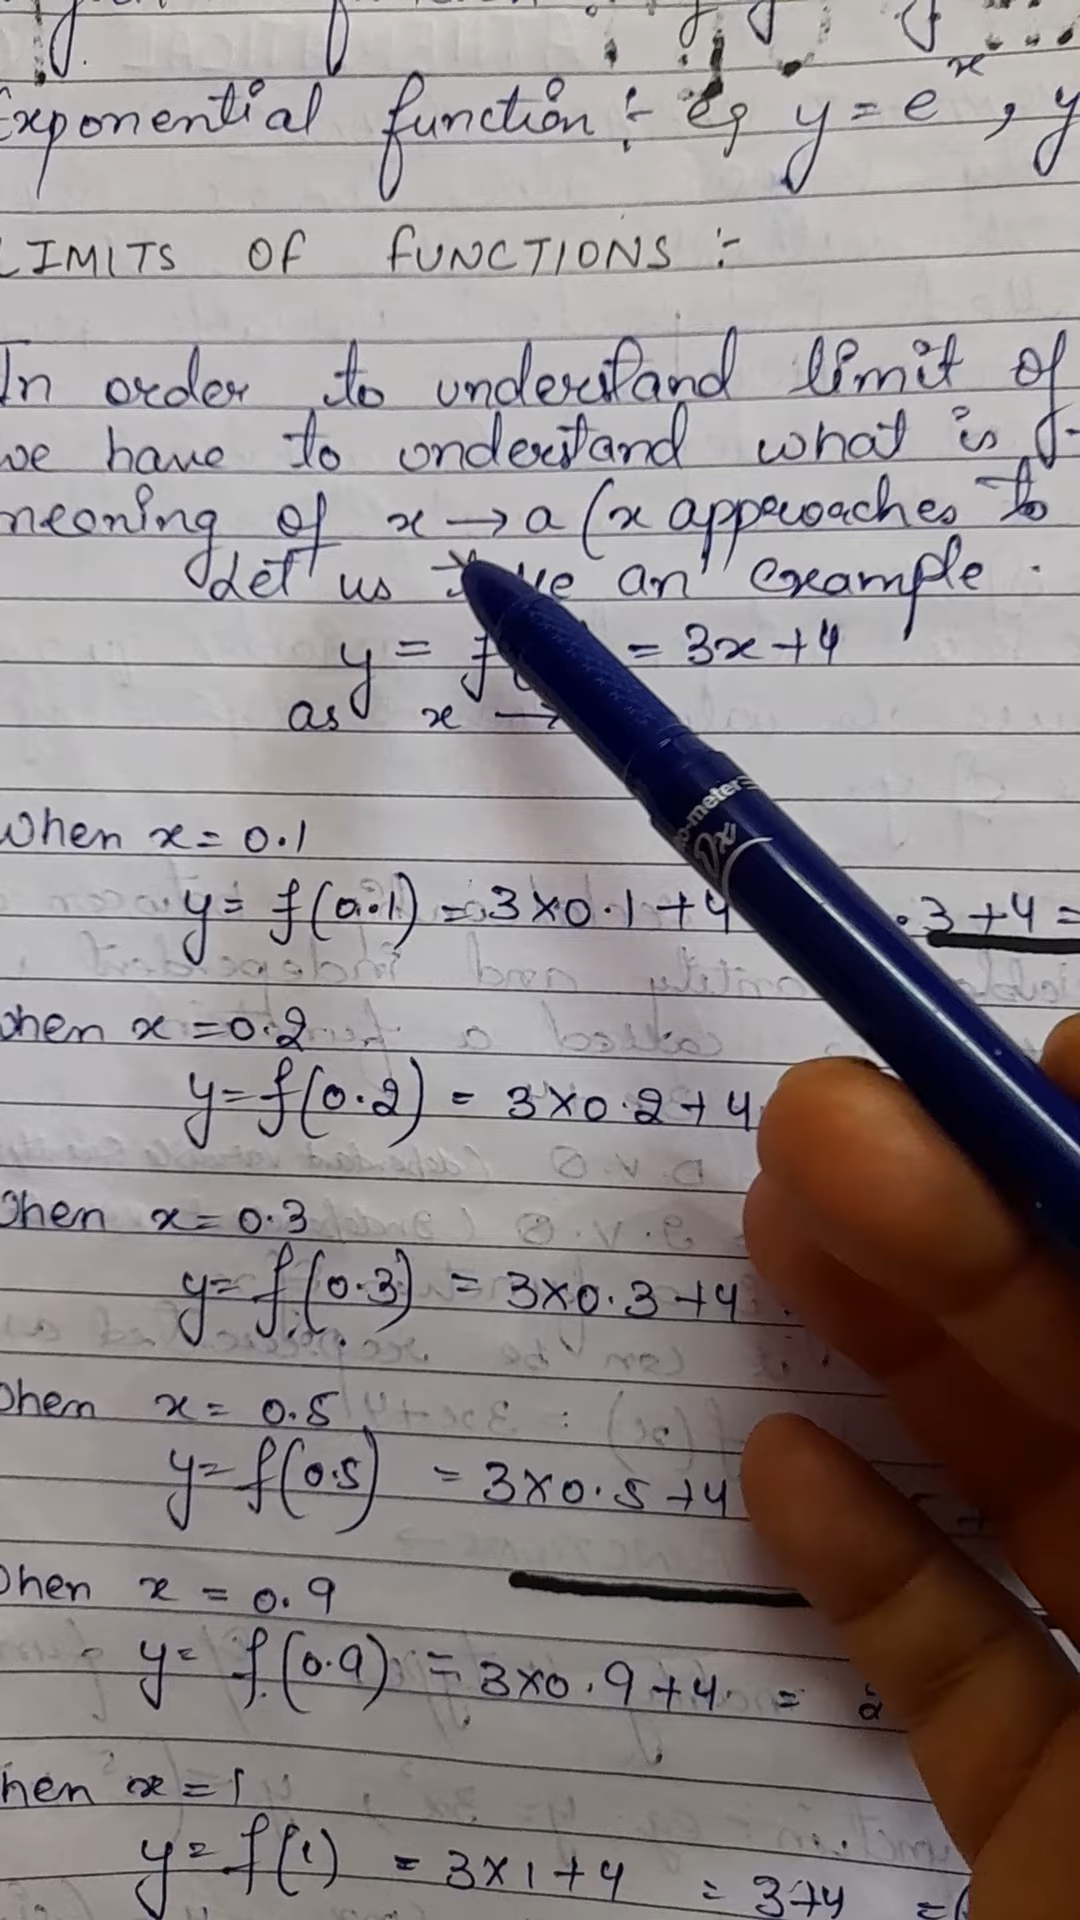 Exponential function :- eg y = e^x , y
LIMITS OF FUNCTIONS :-
In order to understand limit of
we have to understand what is
meaning of x → a (x approaches to
Let us an example .
y = = 3x+4
as x →
When x = 0.1
y = f(0.1) = 3×0.1+4 .3+4 =
When x = 0.2
y = f(0.2) = 3×0.2+4
When x = 0.3
y = f(0.3) = 3×0.3+4
When x = 0.5
y = f(0.5) = 3×0.5+4
When x = 0.9
y = f(0.9) = 3×0.9+4 = 2
When x = 1
y = f(1) = 3×1+4 = 3+4 =